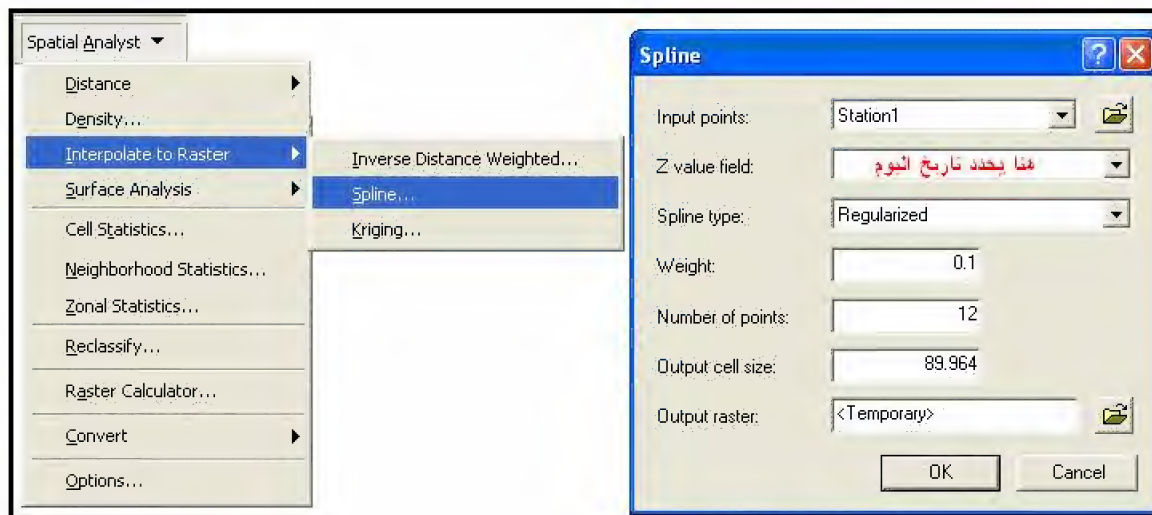 Spatial Analyst
Distance
Density...
Interpolate to Raster
Surface Analysis
Cell Statistics...
Neighborhood Statistics...
Zonal Statistics...
Reclassify...
Raster Calculator...
Convert
Options...
Inverse Distance Weighted...
Spline...
Kriging...
Spline
Input points: Station1
Z value field: هنا يحدد تاريخ اليوم
Spline type: Regularized
Weight: 0.1
Number of points: 12
Output cell size: 89.964
Output raster: <Temporary>
OK Cancel